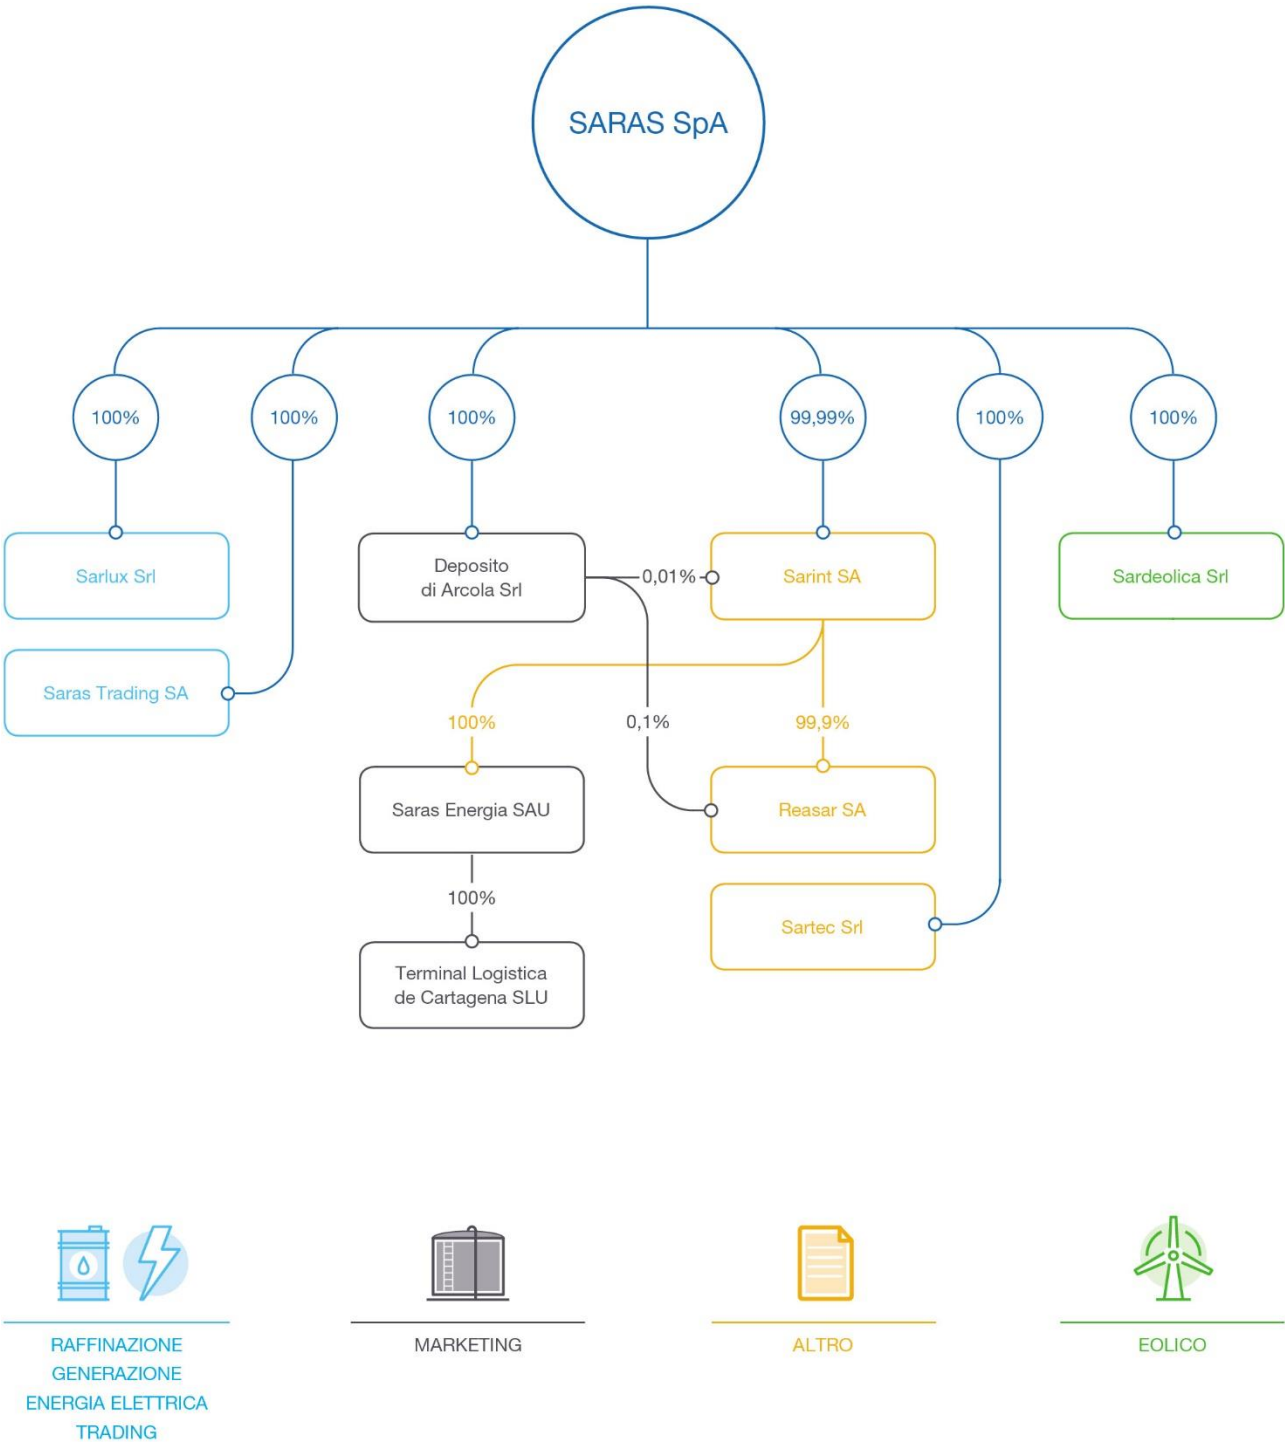 SARAS SpA
100%
100%
100%
99,99%
100%
100%
Sarlux Srl
Deposito
di Arcola Srl
0,01%
Sarint SA
Sardeolica Srl
Saras Trading SA
100%
0,1%
99,9%
Saras Energia SAU
Reasar SA
100%
Sartec Srl
Terminal Logistica
de Cartagena SLU
RAFFINAZIONE
GENERAZIONE
ENERGIA ELETTRICA
TRADING
MARKETING
ALTRO
EOLICO